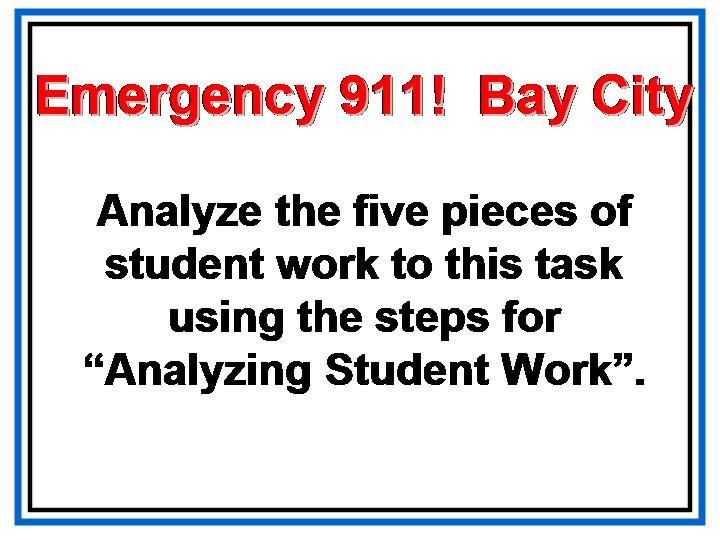 Emergency 911!  Bay City
Analyze the five pieces of
student work to this task
using the steps for
“Analyzing Student Work”.